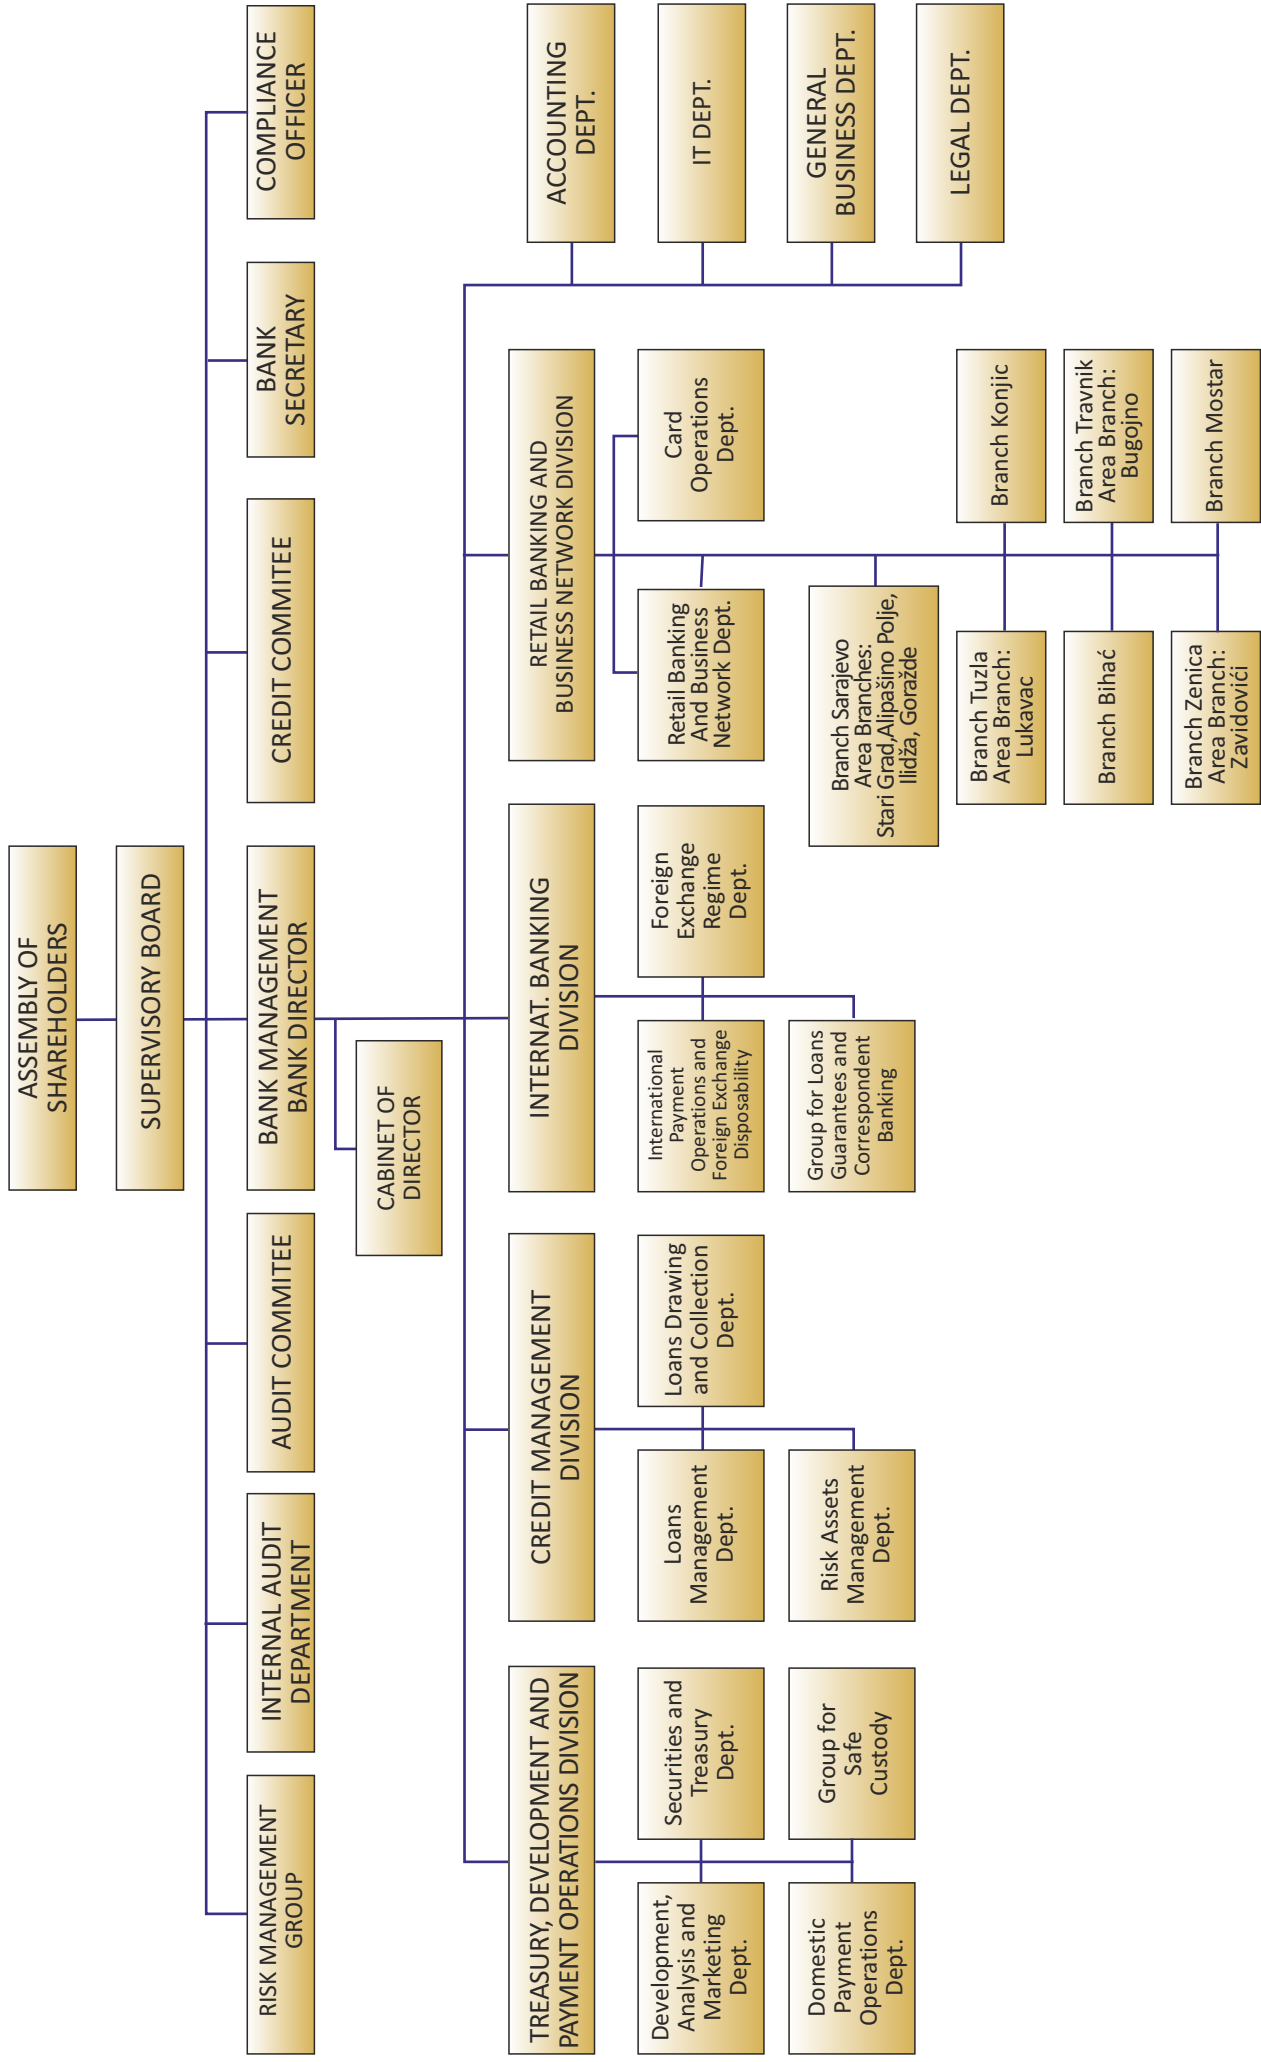 ASSEMBLY OF
SHAREHOLDERS
SUPERVISORY BOARD
RISK MANAGEMENT
GROUP
INTERNAL AUDIT
DEPARTMENT
AUDIT COMMITEE
BANK MANAGEMENT
BANK DIRECTOR
CREDIT COMMITTEE
BANK
SECRETARY
COMPLIANCE
OFFICER
CABINET OF
DIRECTOR
TREASURY, DEVELOPMENT AND
PAYMENT OPERATIONS DIVISION
CREDIT MANAGEMENT
DIVISION
INTERNAT. BANKING
DIVISION
RETAIL BANKING AND
BUSINESS NETWORK DIVISION
ACCOUNTING
DEPT.
IT DEPT.
GENERAL
BUSINESS DEPT.
LEGAL DEPT.
Development,
Analysis and
Marketing
Dept.
Securities and
Treasury
Dept.
Domestic
Payment
Operations
Dept.
Group for
Safe
Custody
Loans
Management
Dept.
Loans Drawing
and Collection
Dept.
Risk Assets
Management
Dept.
International
Payment
Operations and
Foreign Exchange
Disposability
Foreign
Exchange
Regime
Dept.
Group for Loans
Guarantees and
Correspondent
Banking
Retail Banking
And Business
Network Dept.
Card
Operations
Dept.
Branch Sarajevo
Area Branches:
Stari Grad,Alipašino Polje,
Ilidža, Goražde
Branch Tuzla
Area Branch:
Lukavac
Branch Konjic
Branch Bihać
Branch Travnik
Area Branch:
Bugojno
Branch Zenica
Area Branch:
Zavidovići
Branch Mostar